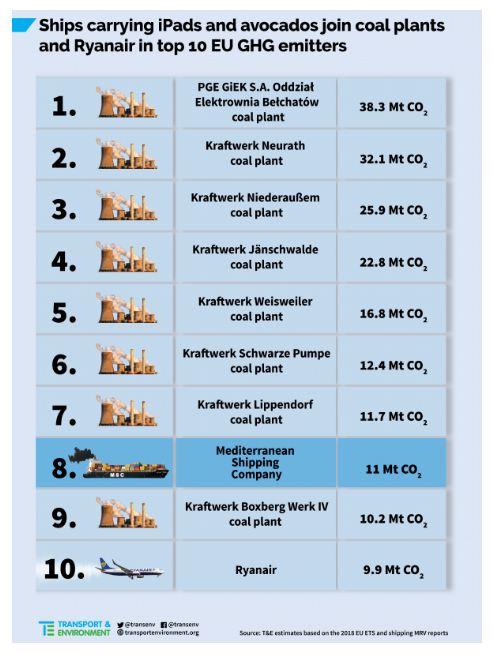 Ships carrying iPads and avocados join coal plants
and Ryanair in top 10 EU GHG emitters
1.
PGE GiEK S.A. Oddział
Elektrownia Bełchatów
coal plant
38.3 Mt CO₂
2.
Kraftwerk Neurath
coal plant
32.1 Mt CO₂
3.
Kraftwerk Niederaußem
coal plant
25.9 Mt CO₂
4.
Kraftwerk Jänschwalde
coal plant
22.8 Mt CO₂
5.
Kraftwerk Weisweiler
coal plant
16.8 Mt CO₂
6.
Kraftwerk Schwarze Pumpe
coal plant
12.4 Mt CO₂
7.
Kraftwerk Lippendorf
coal plant
11.7 Mt CO₂
8.
MSC
Mediterranean
Shipping
Company
11 Mt CO₂
9.
Kraftwerk Boxberg Werk IV
coal plant
10.2 Mt CO₂
10.
RYANAIR
Ryanair
9.9 Mt CO₂
TE TRANSPORT &
ENVIRONMENT
@transenv @transenv
transportenvironment.org
Source: T&E estimates based on the 2018 EU ETS and shipping MRV reports